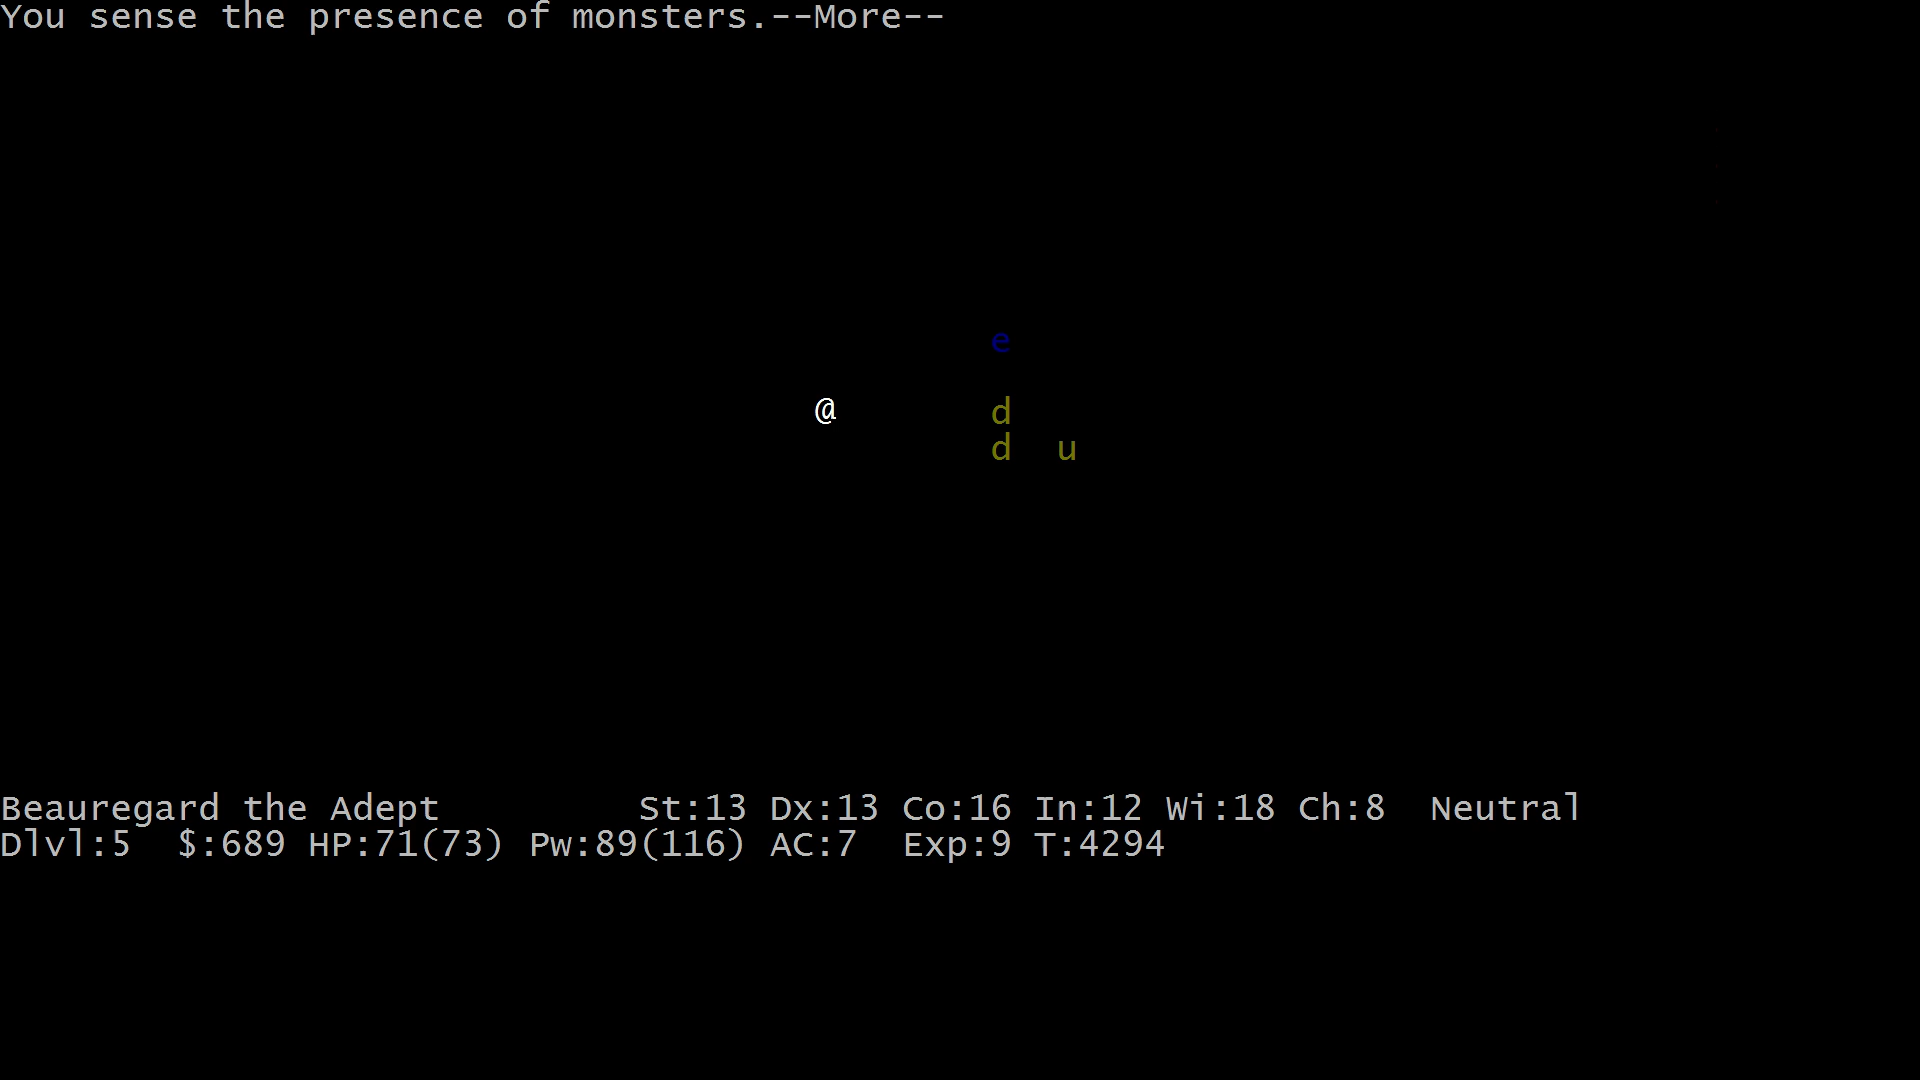 You sense the presence of monsters.--More--
e
@ d
d u
Beauregard the Adept St:13 Dx:13 Co:16 In:12 Wi:18 Ch:8 Neutral
Dlvl:5 $:689 HP:71(73) Pw:89(116) AC:7 Exp:9 T:4294